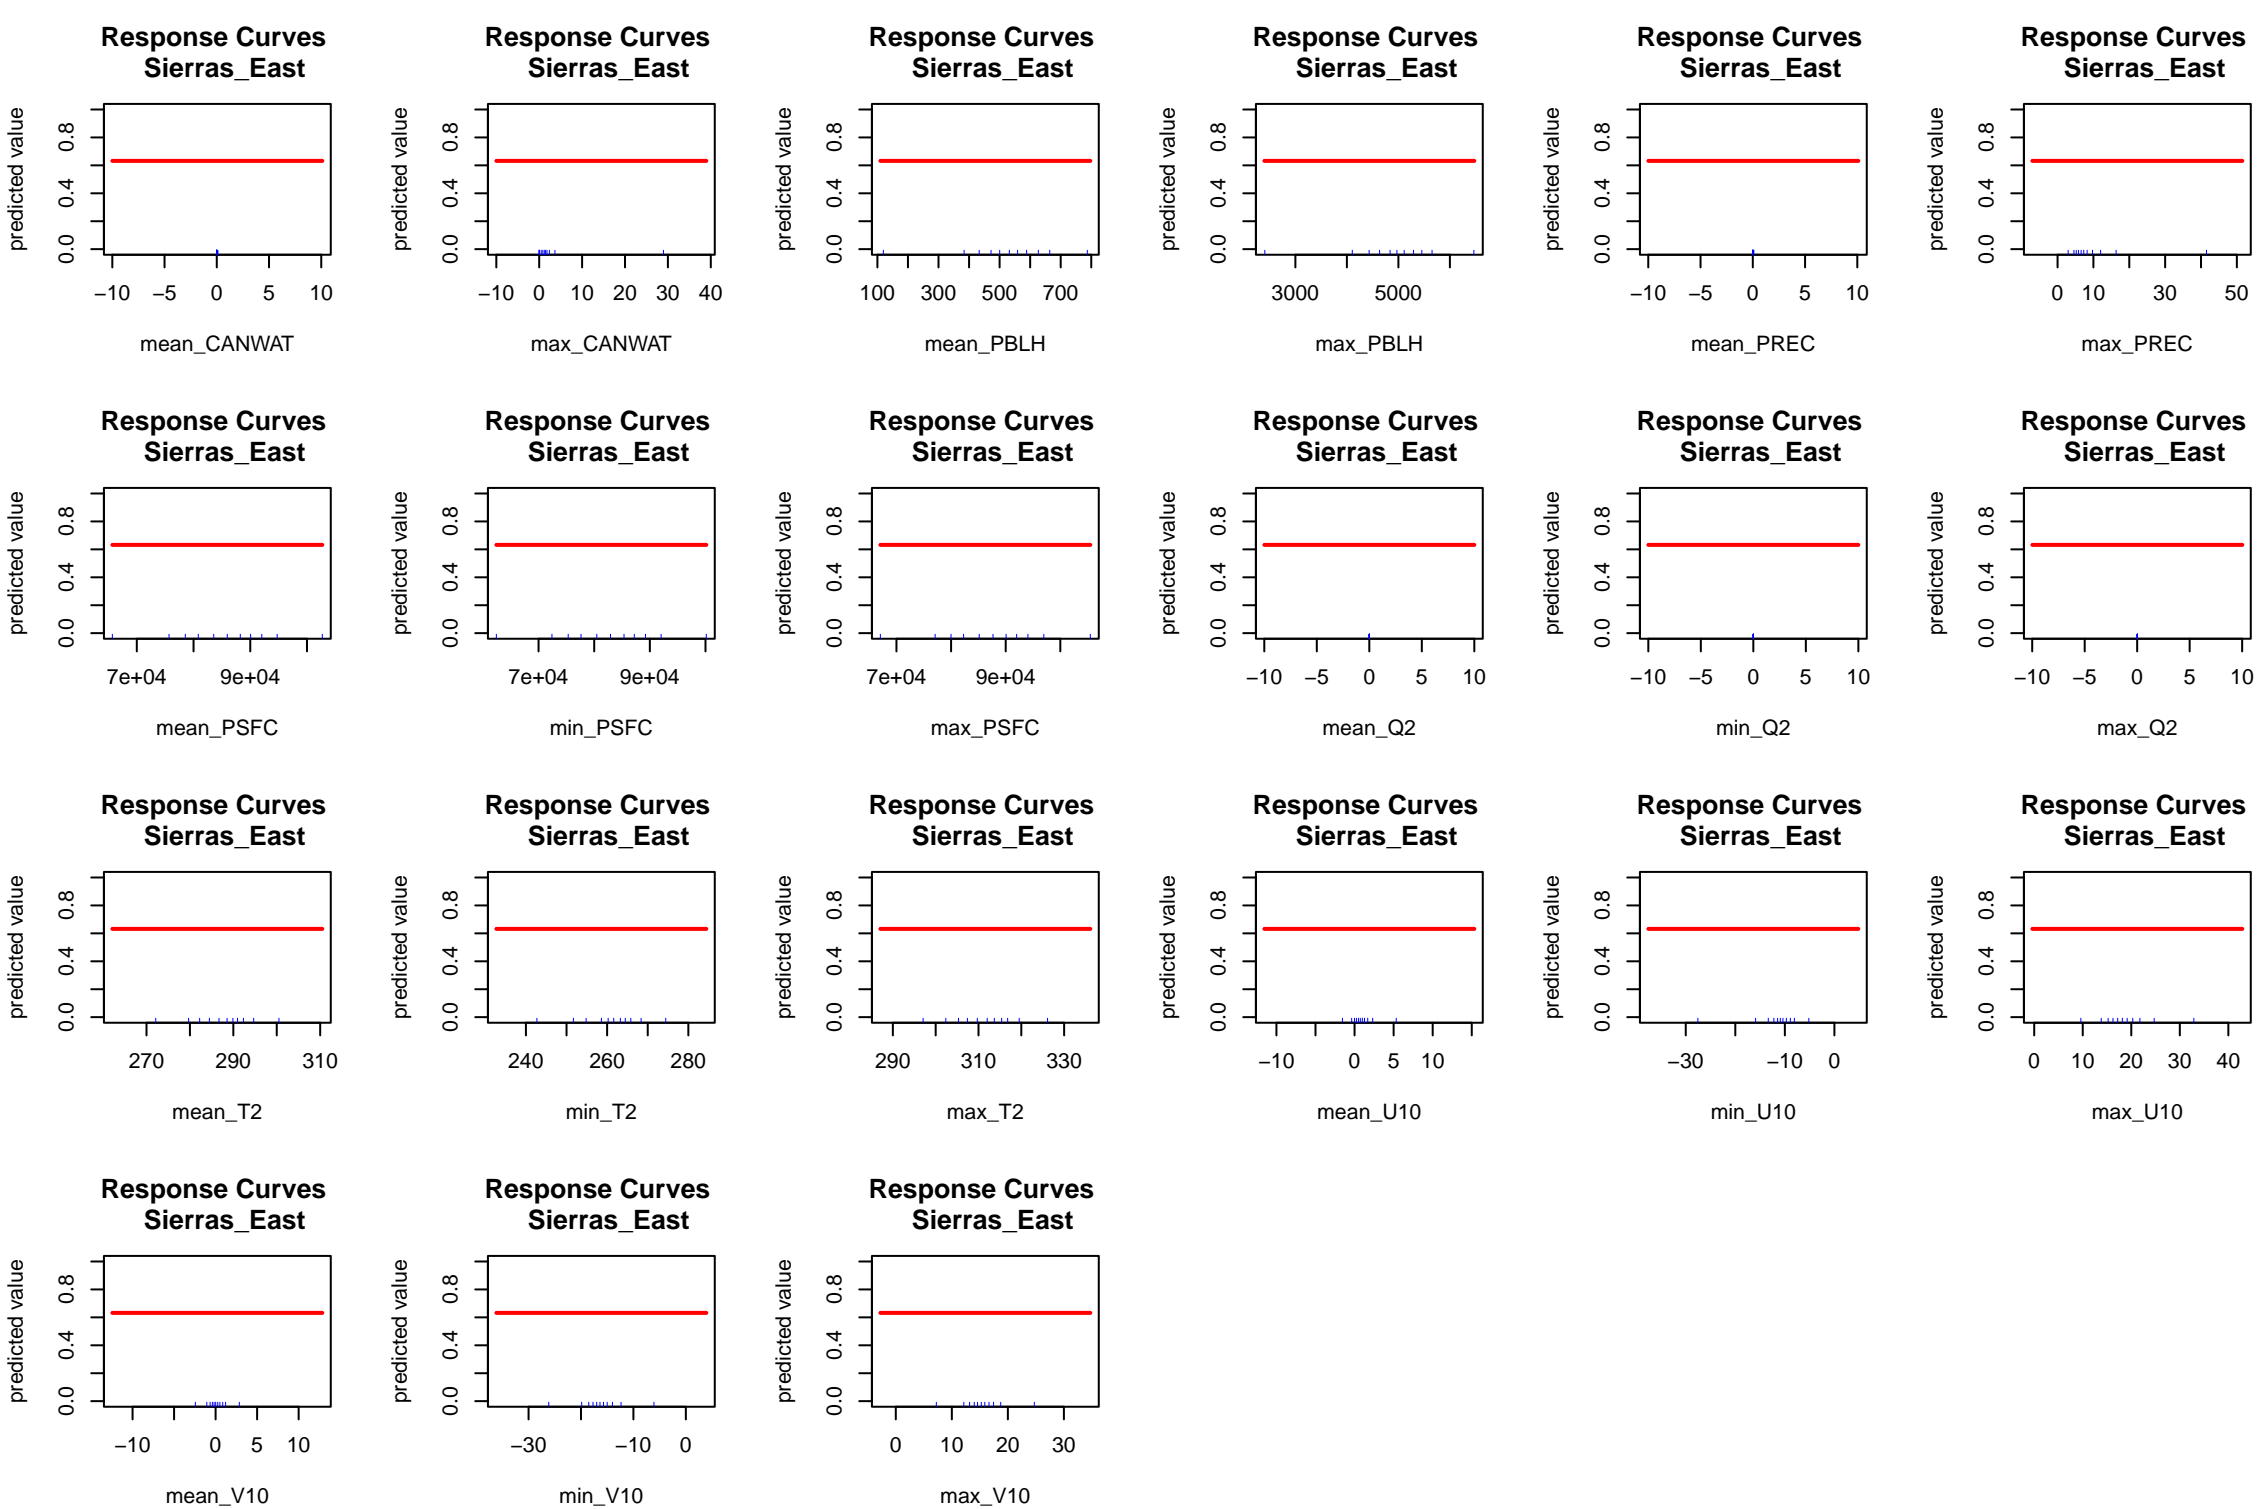 Response Curves Response Curves Response Curves Response Curves Response Curves Response Curves
Sierras_East Sierras_East Sierras_East Sierras_East Sierras_East Sierras_East
predicted value predicted value predicted value predicted value predicted value predicted value
0.0 0.4 0.8 0.0 0.4 0.8 0.0 0.4 0.8 0.0 0.4 0.8 0.0 0.4 0.8 0.0 0.4 0.8
−10 −5 0 5 10 −10 0 10 20 30 40 100 300 500 700 3000 5000 −10 −5 0 5 10 0 10 30 50
mean_CANWAT max_CANWAT mean_PBLH max_PBLH mean_PREC max_PREC
Response Curves Response Curves Response Curves Response Curves Response Curves Response Curves
Sierras_East Sierras_East Sierras_East Sierras_East Sierras_East Sierras_East
predicted value predicted value predicted value predicted value predicted value predicted value
0.0 0.4 0.8 0.0 0.4 0.8 0.0 0.4 0.8 0.0 0.4 0.8 0.0 0.4 0.8 0.0 0.4 0.8
7e+04 9e+04 7e+04 9e+04 7e+04 9e+04 −10 −5 0 5 10 −10 −5 0 5 10 −10 −5 0 5 10
mean_PSFC min_PSFC max_PSFC mean_Q2 min_Q2 max_Q2
Response Curves Response Curves Response Curves Response Curves Response Curves Response Curves
Sierras_East Sierras_East Sierras_East Sierras_East Sierras_East Sierras_East
predicted value predicted value predicted value predicted value predicted value predicted value
0.0 0.4 0.8 0.0 0.4 0.8 0.0 0.4 0.8 0.0 0.4 0.8 0.0 0.4 0.8 0.0 0.4 0.8
270 290 310 240 260 280 290 310 330 −10 0 5 10 −30 −10 0 0 10 20 30 40
mean_T2 min_T2 max_T2 mean_U10 min_U10 max_U10
Response Curves Response Curves Response Curves
Sierras_East Sierras_East Sierras_East
predicted value predicted value predicted value
0.0 0.4 0.8 0.0 0.4 0.8 0.0 0.4 0.8
−10 0 5 10 −30 −10 0 0 10 20 30
mean_V10 min_V10 max_V10